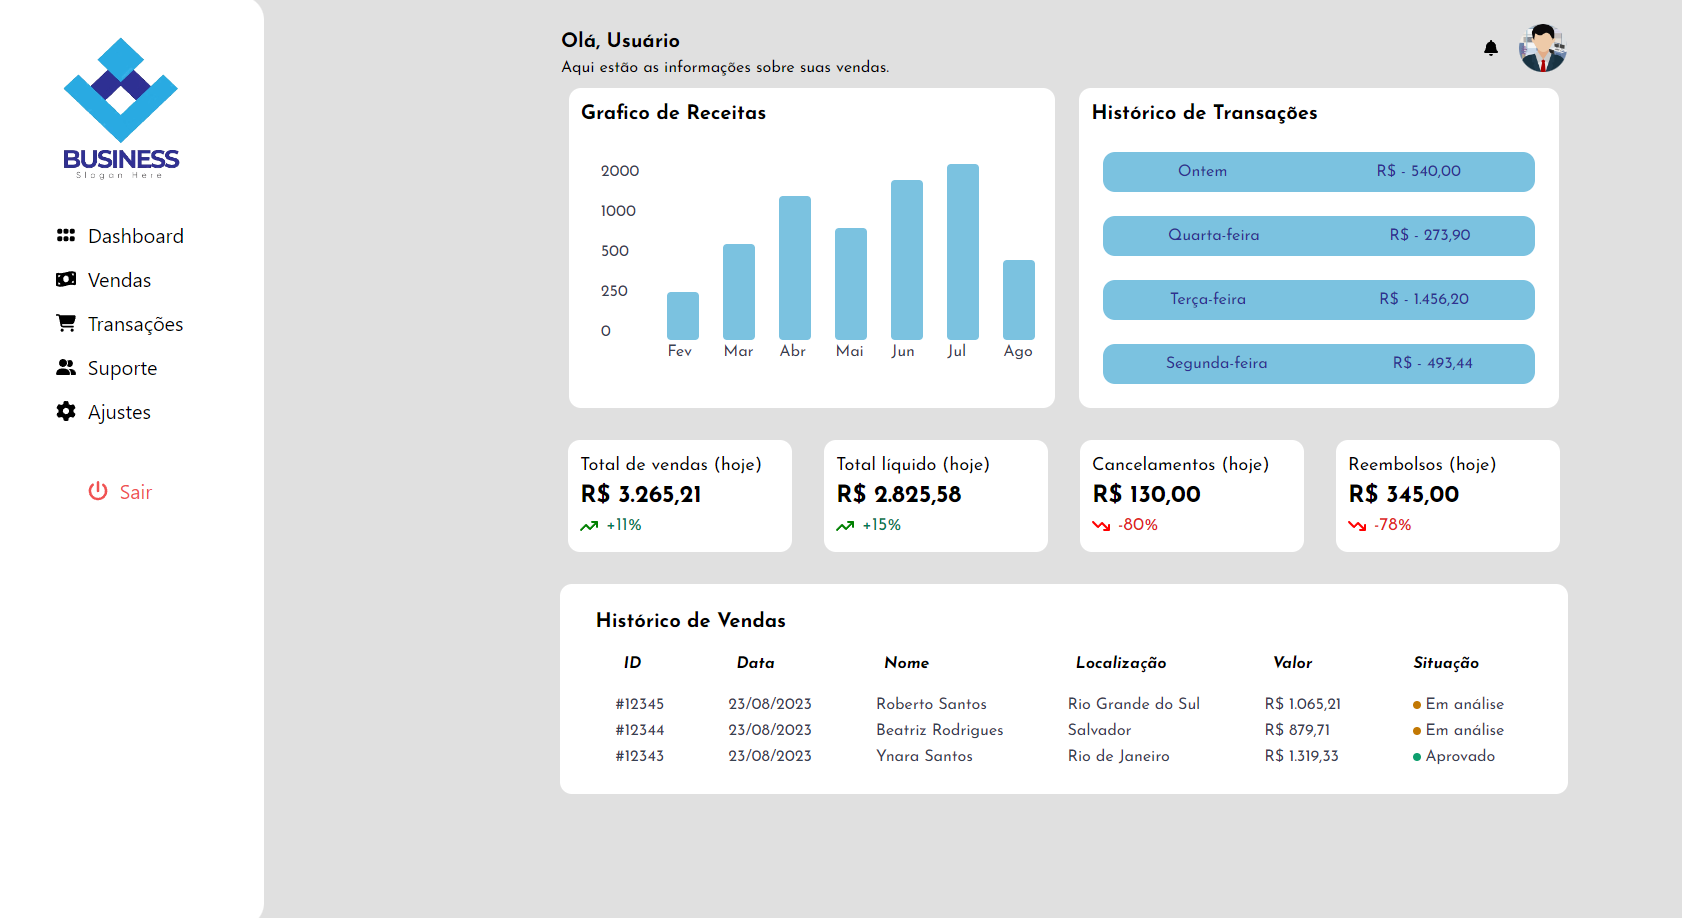 BUSINESS
Slogan Here
Dashboard
Vendas
Transações
Suporte
Ajustes
Sair
Olá, Usuário
Aqui estão as informações sobre suas vendas.
Grafico de Receitas
2000
1000
500
250
0
Fev Mar Abr Mai Jun Jul Ago
Histórico de Transações
Ontem R$ - 540,00
Quarta-feira R$ - 273,90
Terça-feira R$ - 1.456,20
Segunda-feira R$ - 493,44
Total de vendas (hoje)
R$ 3.265,21
+11%
Total líquido (hoje)
R$ 2.825,58
+15%
Cancelamentos (hoje)
R$ 130,00
-80%
Reembolsos (hoje)
R$ 345,00
-78%
Histórico de Vendas
ID Data Nome Localização Valor Situação
#12345 23/08/2023 Roberto Santos Rio Grande do Sul R$ 1.065,21 Em análise
#12344 23/08/2023 Beatriz Rodrigues Salvador R$ 879,71 Em análise
#12343 23/08/2023 Ynara Santos Rio de Janeiro R$ 1.319,33 Aprovado